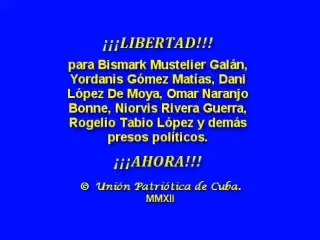 ¡¡¡LIBERTAD!!!
para Bismark Mustelier Galán,
Yordanis Gómez Matías, Dani
López De Moya, Omar Naranjo
Bonne, Niorvis Rivera Guerra,
Rogelio Tabio López y demás
presos políticos.
¡¡¡AHORA!!!
© Unión Patriótica de Cuba.
MMXII